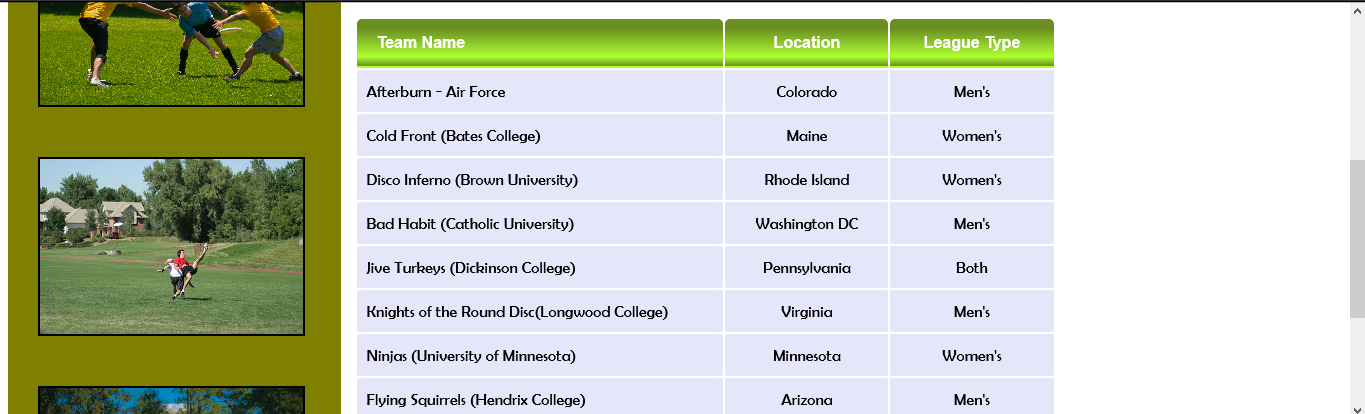 Team Name Location League Type
Afterburn - Air Force Colorado Men's
Cold Front (Bates College) Maine Women's
Disco Inferno (Brown University) Rhode Island Women's
Bad Habit (Catholic University) Washington DC Men's
Jive Turkeys (Dickinson College) Pennsylvania Both
Knights of the Round Disc(Longwood College) Virginia Men's
Ninjas (University of Minnesota) Minnesota Women's
Flying Squirrels (Hendrix College) Arizona Men's